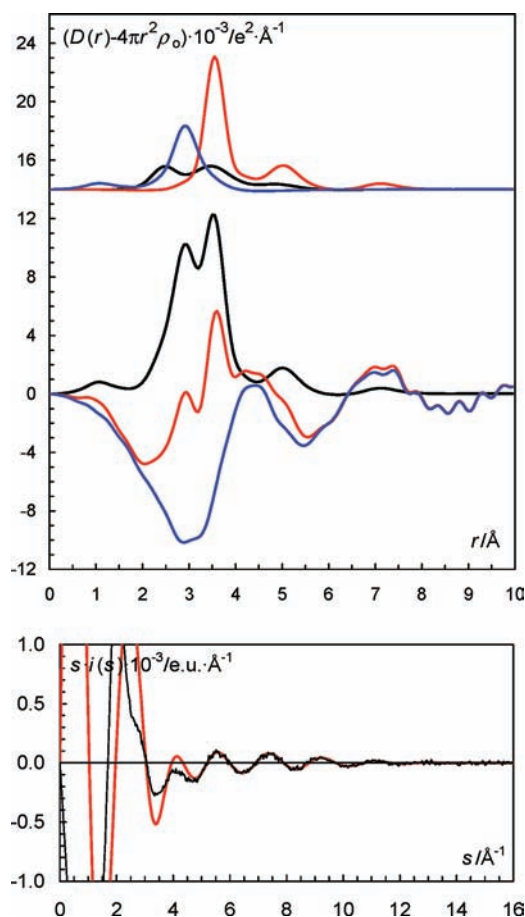 (D(r)-4πr²ρₒ)·10⁻³/e²·Å⁻¹
24
20
16
12
8
4
0
-4
-8
-12
r/Å
0 1 2 3 4 5 6 7 8 9 10
s·i(s)·10⁻³/e.u.·Å⁻¹
1.0
0.5
0.0
-0.5
-1.0
s/Å⁻¹
0 2 4 6 8 10 12 14 16